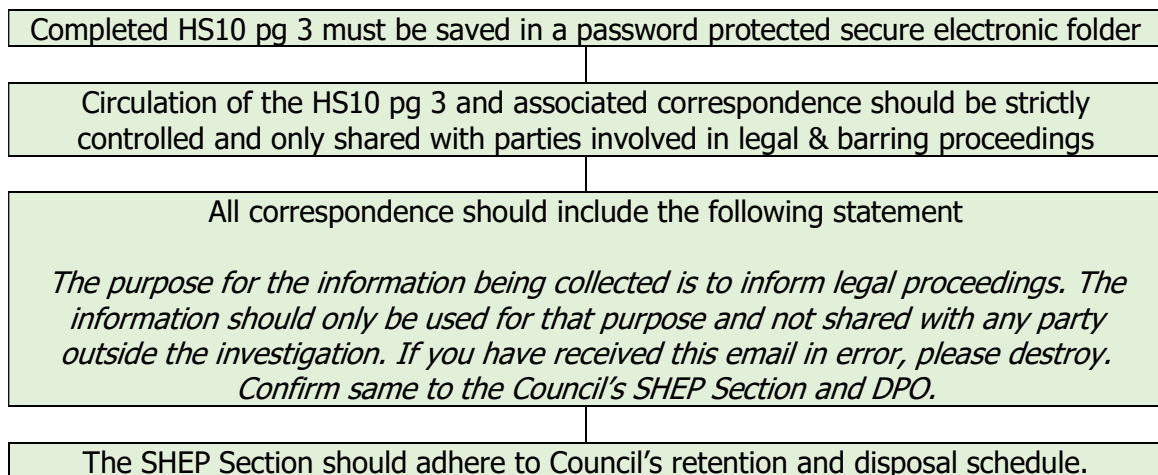 Completed HS10 pg 3 must be saved in a password protected secure electronic folder
Circulation of the HS10 pg 3 and associated correspondence should be strictly
controlled and only shared with parties involved in legal & barring proceedings
All correspondence should include the following statement
The purpose for the information being collected is to inform legal proceedings. The
information should only be used for that purpose and not shared with any party
outside the investigation. If you have received this email in error, please destroy.
Confirm same to the Council's SHEP Section and DPO.
The SHEP Section should adhere to Council's retention and disposal schedule.